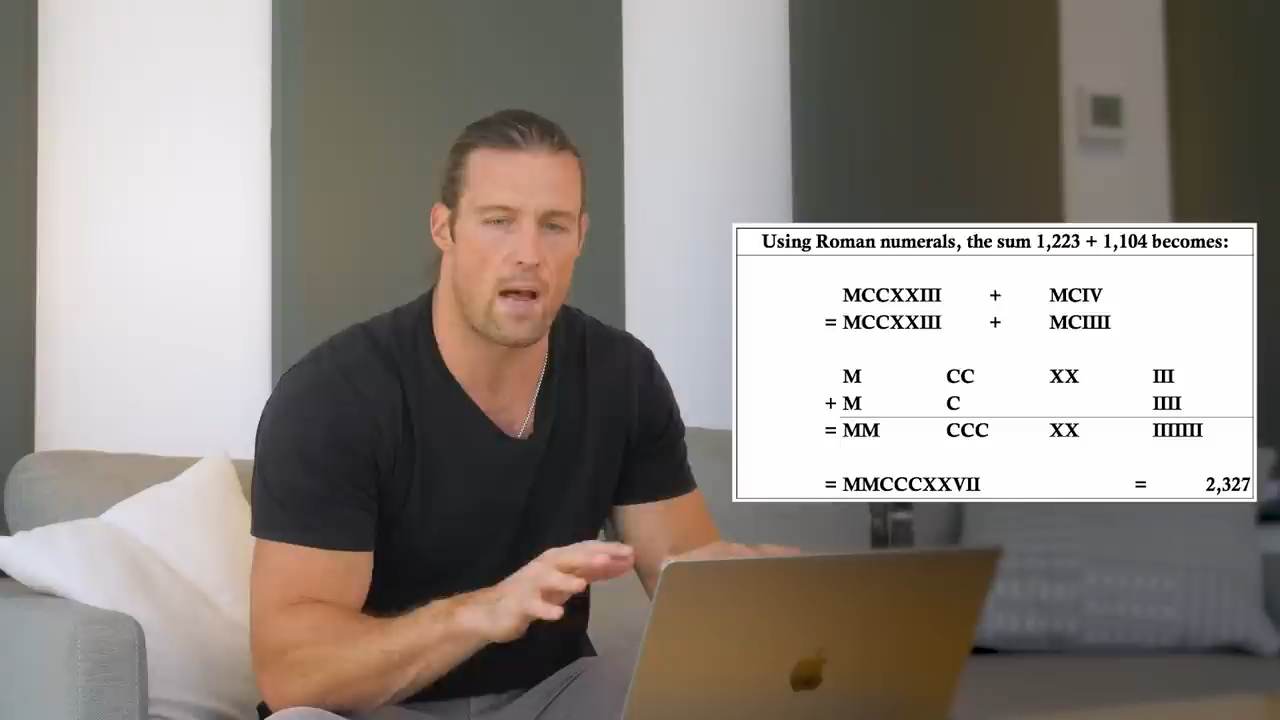 Using Roman numerals, the sum 1,223 + 1,104 becomes:
MCCXXIII + MCIV
= MCCXXIII + MCIIII
M CC XX III
+ M C IIII
= MM CCC XX IIIIIII
= MMCCCXXVII = 2,327